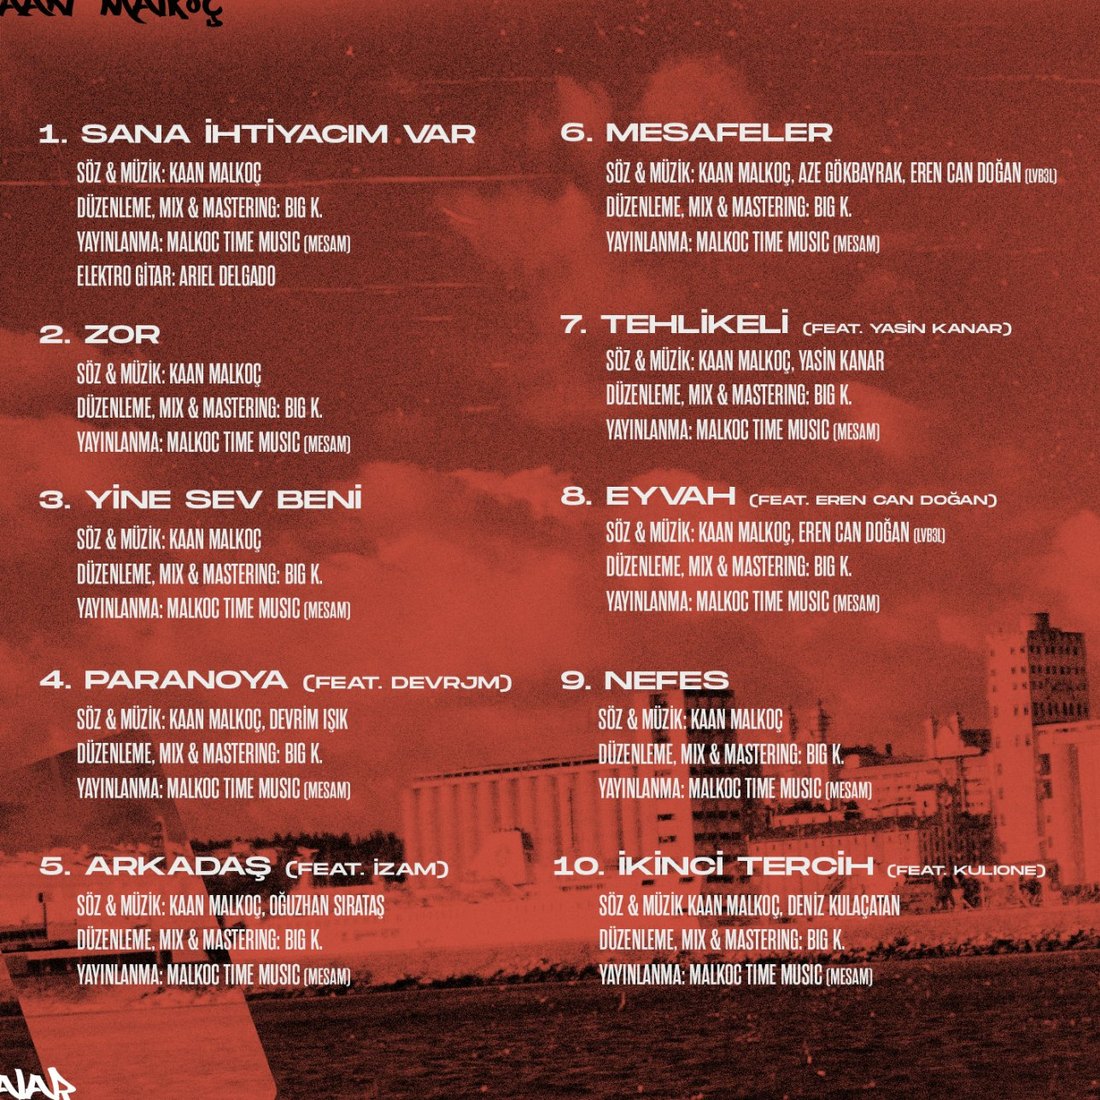 AAN MALKOÇ
1. SANA İHTİYACIM VAR
SÖZ & MÜZİK: KAAN MALKOÇ
DÜZENLEME, MIX & MASTERING: BIG K.
YAYINLANMA: MALKOC TIME MUSIC (MESAM)
ELEKTRO GİTAR: ARIEL DELGADO
2. ZOR
SÖZ & MÜZİK: KAAN MALKOÇ
DÜZENLEME, MIX & MASTERING: BIG K.
YAYINLANMA: MALKOC TIME MUSIC (MESAM)
3. YİNE SEV BENİ
SÖZ & MÜZİK: KAAN MALKOÇ
DÜZENLEME, MIX & MASTERING: BIG K.
YAYINLANMA: MALKOC TIME MUSIC (MESAM)
4. PARANOYA (FEAT. DEVRJM)
SÖZ & MÜZİK: KAAN MALKOÇ, DEVRİM IŞIK
DÜZENLEME, MIX & MASTERING: BIG K.
YAYINLANMA: MALKOC TIME MUSIC (MESAM)
5. ARKADAŞ (FEAT. İZAM)
SÖZ & MÜZİK: KAAN MALKOÇ, OĞUZHAN SIRATAŞ
DÜZENLEME, MIX & MASTERING: BIG K.
YAYINLANMA: MALKOC TIME MUSIC (MESAM)
6. MESAFELER
SÖZ & MÜZİK: KAAN MALKOÇ, AZE GÖKBAYRAK, EREN CAN DOĞAN (LVB3L)
DÜZENLEME, MIX & MASTERING: BIG K.
YAYINLANMA: MALKOC TIME MUSIC (MESAM)
7. TEHLİKELİ (FEAT. YASİN KANAR)
SÖZ & MÜZİK: KAAN MALKOÇ, YASİN KANAR
DÜZENLEME, MIX & MASTERING: BIG K.
YAYINLANMA: MALKOC TIME MUSIC (MESAM)
8. EYVAH (FEAT. EREN CAN DOĞAN)
SÖZ & MÜZİK: KAAN MALKOÇ, EREN CAN DOĞAN (LVB3L)
DÜZENLEME, MIX & MASTERING: BIG K.
YAYINLANMA: MALKOC TIME MUSIC (MESAM)
9. NEFES
SÖZ & MÜZİK: KAAN MALKOÇ
DÜZENLEME, MIX & MASTERING: BIG K.
YAYINLANMA: MALKOC TIME MUSIC (MESAM)
10. İKİNCİ TERCİH (FEAT. KULIONE)
SÖZ & MÜZİK KAAN MALKOÇ, DENİZ KULAÇATAN
DÜZENLEME, MIX & MASTERING: BIG K.
YAYINLANMA: MALKOC TIME MUSIC (MESAM)